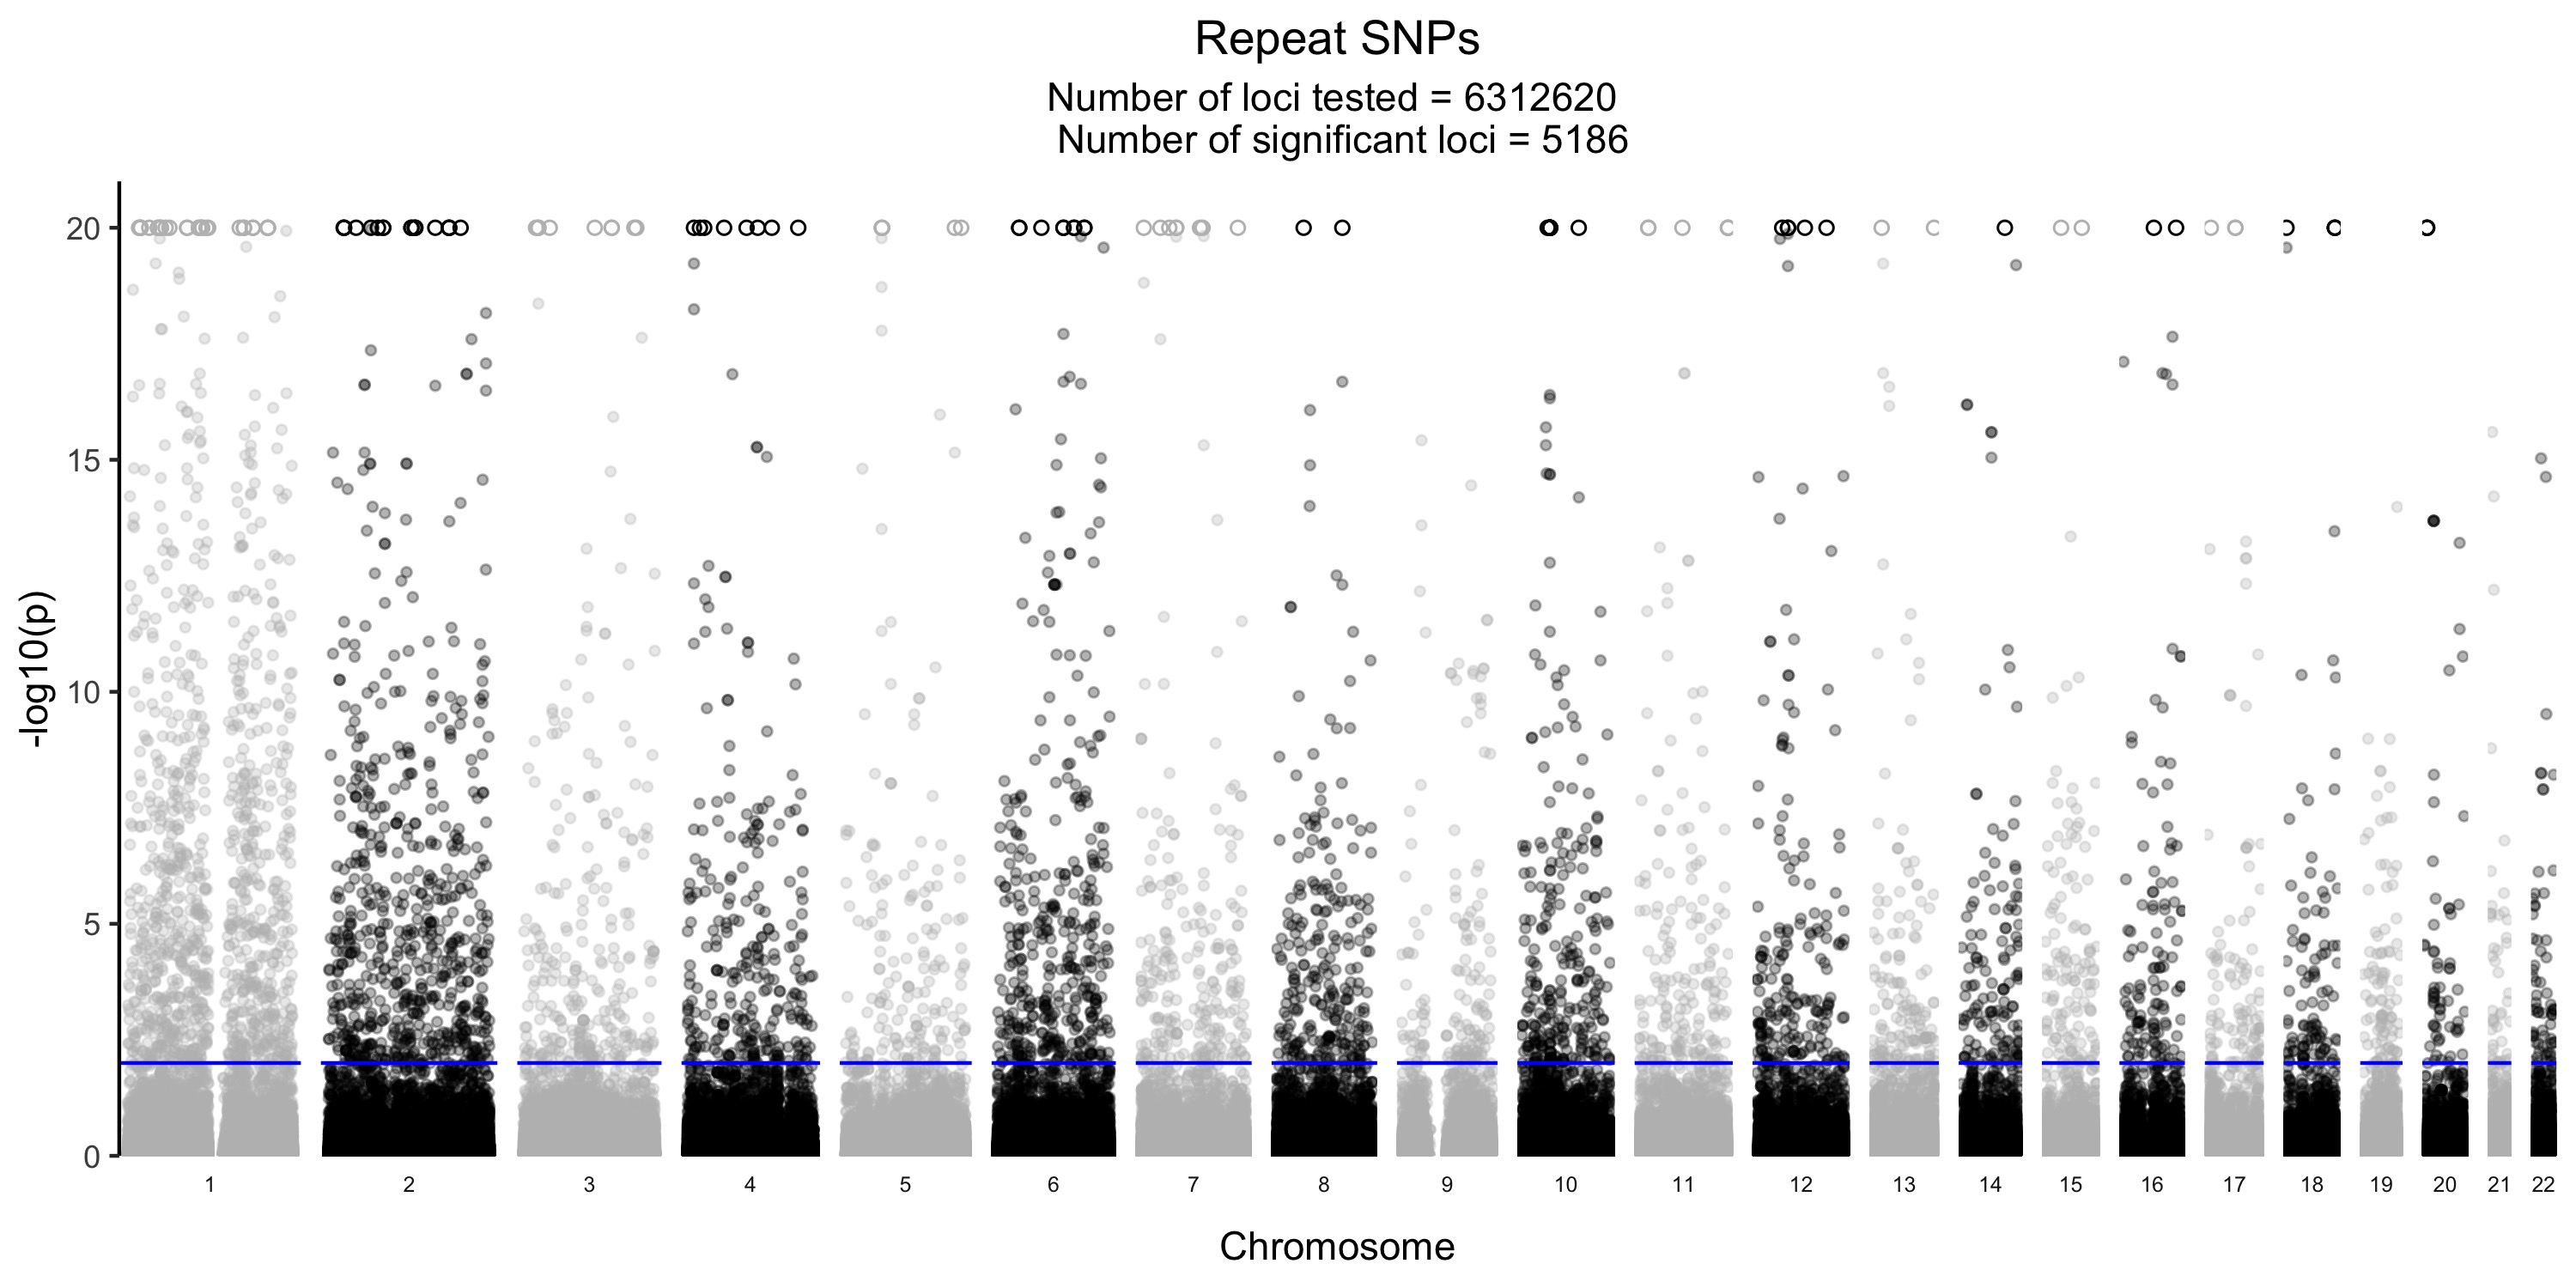 Repeat SNPs
Number of loci tested = 6312620
Number of significant loci = 5186
20
15
10
5
0
-log10(p)
1 2 3 4 5 6 7 8 9 10 11 12 13 14 15 16 17 18 19 20 21 22
Chromosome